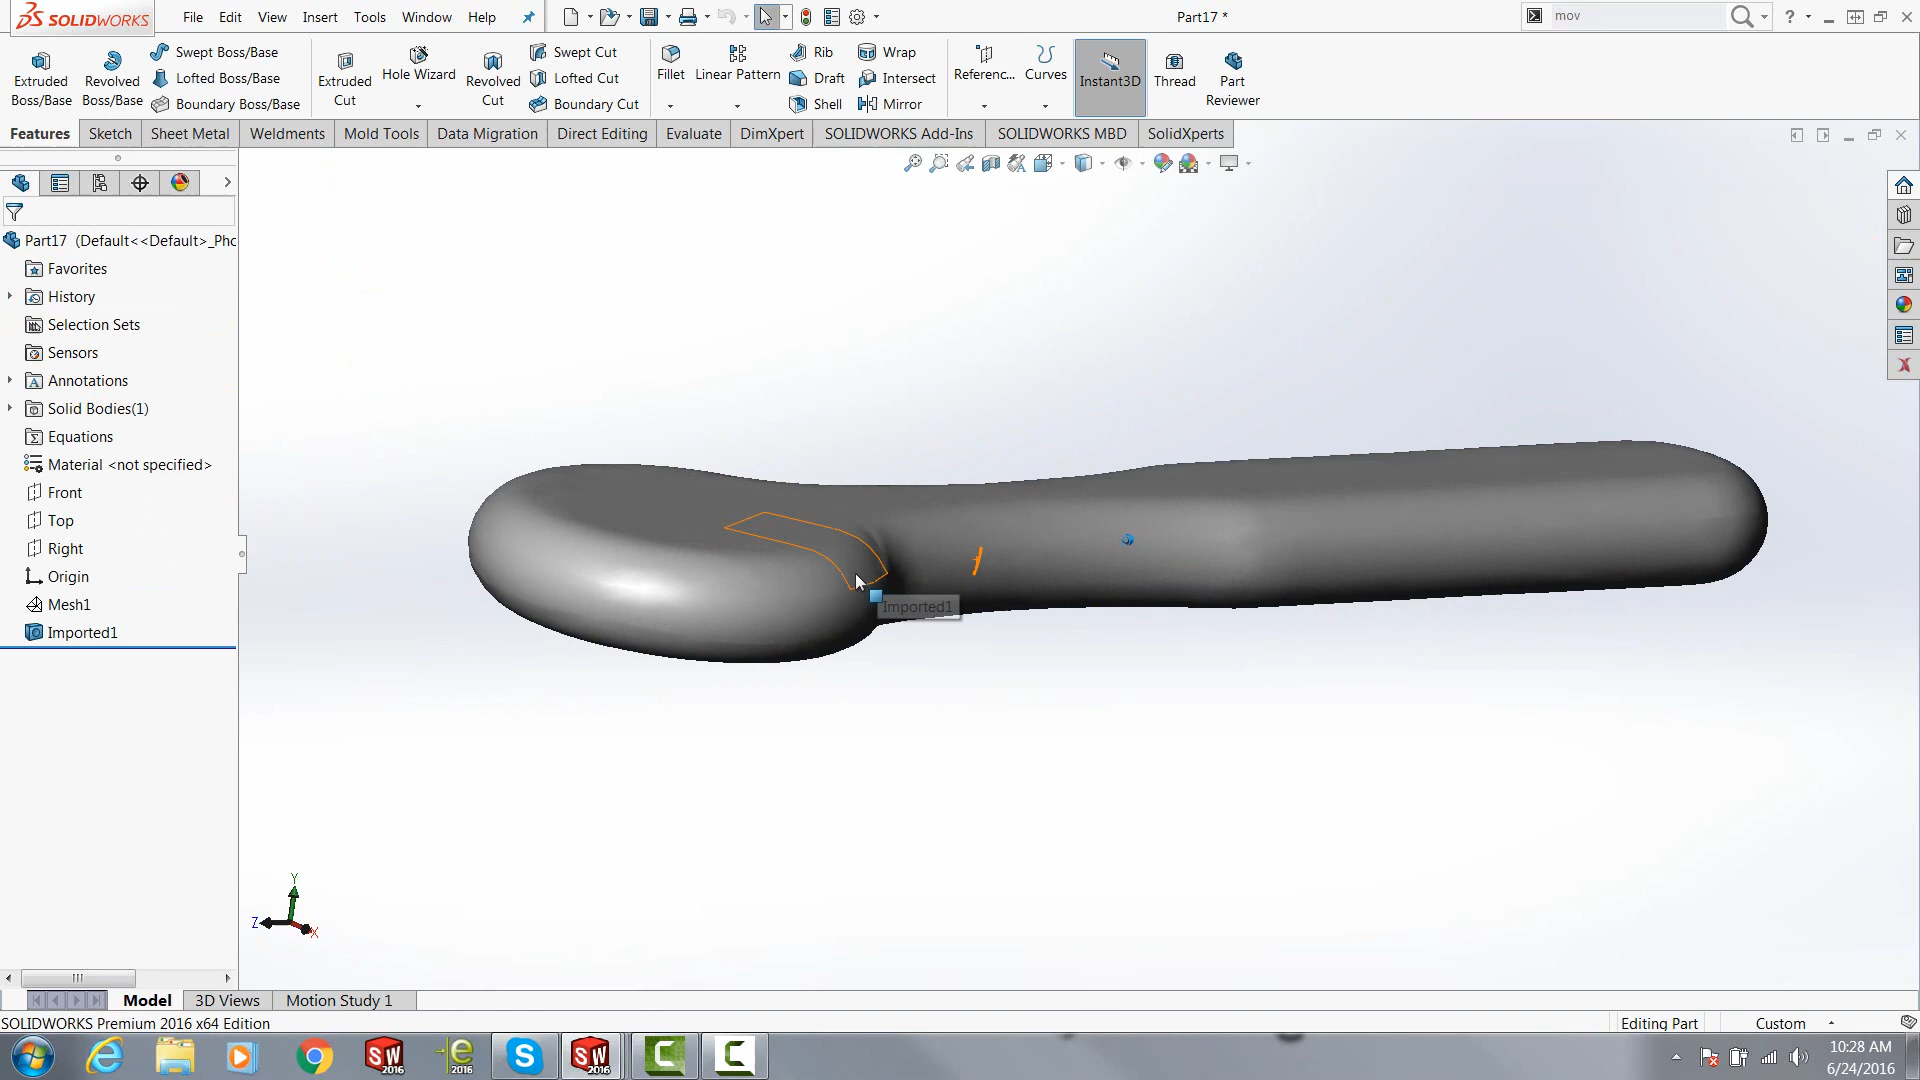 SOLIDWORKS
File Edit View Insert Tools Window Help
Part17 *
mov
Extruded Boss/Base
Revolved Boss/Base
Swept Boss/Base
Lofted Boss/Base
Boundary Boss/Base
Extruded Cut
Hole Wizard
Revolved Cut
Swept Cut
Lofted Cut
Boundary Cut
Fillet
Linear Pattern
Rib
Draft
Shell
Wrap
Intersect
Mirror
Referenc...
Curves
Instant3D
Thread
Part Reviewer
Features Sketch Sheet Metal Weldments Mold Tools Data Migration Direct Editing Evaluate DimXpert SOLIDWORKS Add-Ins SOLIDWORKS MBD SolidXperts
Part17 (Default<<Default>_Phc
Favorites
History
Selection Sets
Sensors
Annotations
Solid Bodies(1)
Equations
Material <not specified>
Front
Top
Right
Origin
Mesh1
Imported1
Imported1
Y
Z
X
Model 3D Views Motion Study 1
SOLIDWORKS Premium 2016 x64 Edition
Editing Part
Custom
SW 2016
e 2016
SW 2016
10:28 AM
6/24/2016